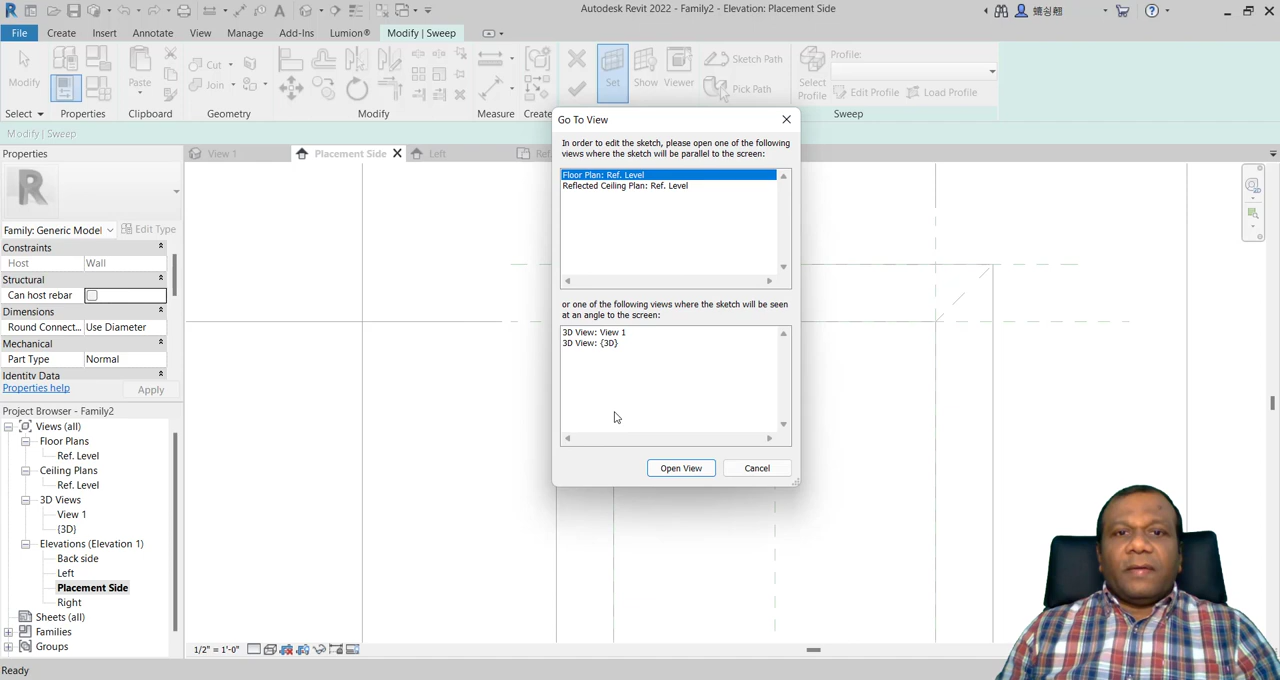 Autodesk Revit 2022 - Family2 - Elevation: Placement Side
File Create Insert Annotate View Manage Add-Ins Lumion® Modify | Sweep
Modify
Paste
Cut
Join
Set Show Viewer
Sketch Path
Pick Path
Select Profile
Profile:
Edit Profile Load Profile
Select Properties Clipboard Geometry Modify Measure Create Sweep
Modify | Sweep
Properties
View 1 Placement Side Left Ref.
Family: Generic Model Edit Type
Constraints
Host Wall
Structural
Can host rebar
Dimensions
Round Connect... Use Diameter
Mechanical
Part Type Normal
Identity Data
Properties help Apply
Project Browser - Family2
Views (all)
Floor Plans
Ref. Level
Ceiling Plans
Ref. Level
3D Views
View 1
{3D}
Elevations (Elevation 1)
Back side
Left
Placement Side
Right
Sheets (all)
Families
Groups
Go To View
In order to edit the sketch, please open one of the following
views where the sketch will be parallel to the screen:
Floor Plan: Ref. Level
Reflected Ceiling Plan: Ref. Level
or one of the following views where the sketch will be seen
at an angle to the screen:
3D View: View 1
3D View: {3D}
Open View Cancel
1/2" = 1'-0"
Ready